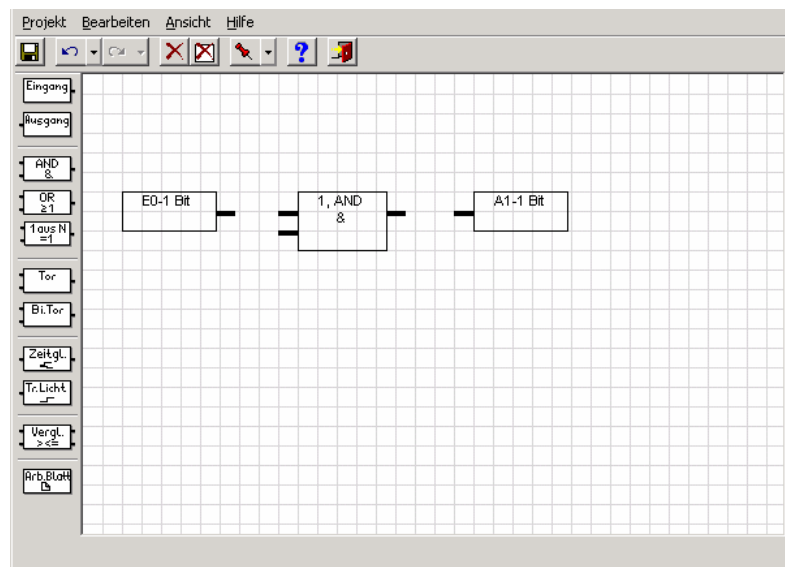 Projekt Bearbeiten Ansicht Hilfe
?
Eingang
Ausgang
AND
&
OR
≥1
1 aus N
=1
Tor
Bi.Tor
Zeitgl.
Tr.Licht
Vergl.
><=
Arb.Blatt
E0-1 Bit
1, AND
&
A1-1 Bit